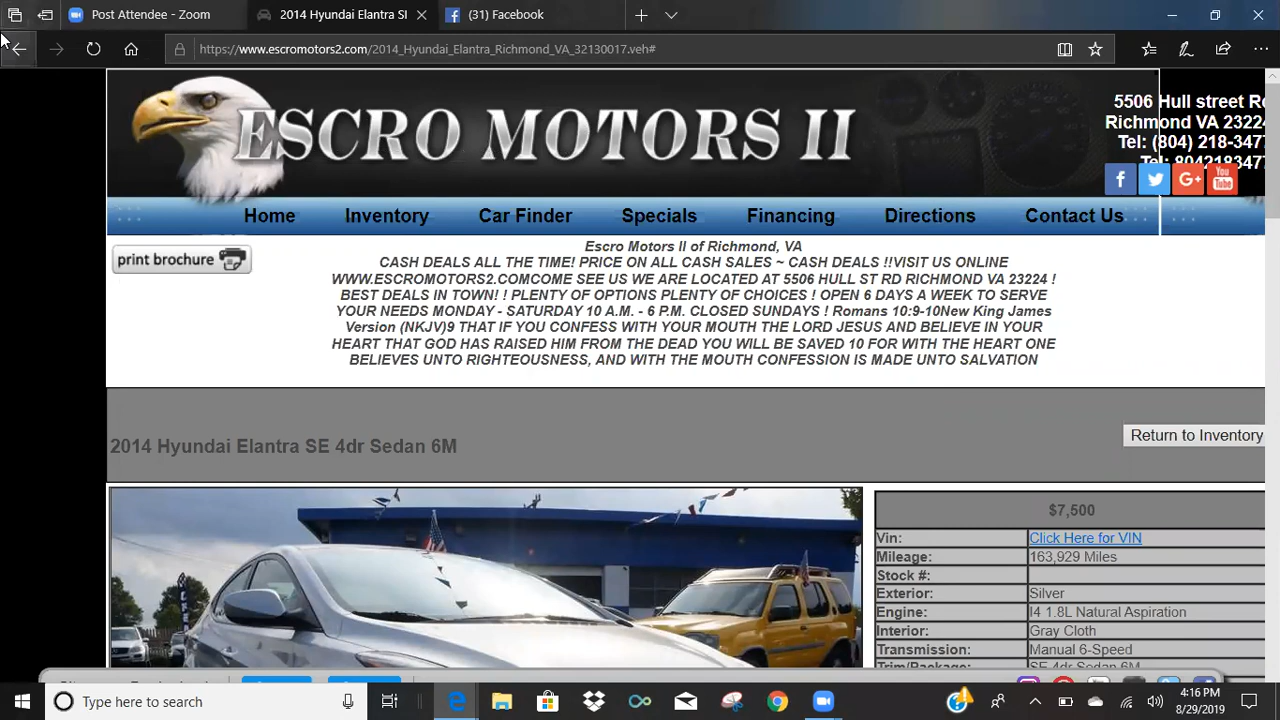 Post Attendee - Zoom
2014 Hyundai Elantra SI
(31) Facebook
https://www.escromotors2.com/2014_Hyundai_Elantra_Richmond_VA_32130017.veh#
ESCRO MOTORS II
5506 Hull street Ro
Richmond VA 23224
Tel: (804) 218-347
Tel: 804218347
Home Inventory Car Finder Specials Financing Directions Contact Us
print brochure
Escro Motors II of Richmond, VA
CASH DEALS ALL THE TIME! PRICE ON ALL CASH SALES ~ CASH DEALS !!VISIT US ONLINE
WWW.ESCROMOTORS2.COMCOME SEE US WE ARE LOCATED AT 5506 HULL ST RD RICHMOND VA 23224 !
BEST DEALS IN TOWN! ! PLENTY OF OPTIONS PLENTY OF CHOICES ! OPEN 6 DAYS A WEEK TO SERVE
YOUR NEEDS MONDAY - SATURDAY 10 A.M. - 6 P.M. CLOSED SUNDAYS ! Romans 10:9-10New King James
Version (NKJV)9 THAT IF YOU CONFESS WITH YOUR MOUTH THE LORD JESUS AND BELIEVE IN YOUR
HEART THAT GOD HAS RAISED HIM FROM THE DEAD YOU WILL BE SAVED 10 FOR WITH THE HEART ONE
BELIEVES UNTO RIGHTEOUSNESS, AND WITH THE MOUTH CONFESSION IS MADE UNTO SALVATION
Return to Inventory
2014 Hyundai Elantra SE 4dr Sedan 6M
$7,500
Vin: Click Here for VIN
Mileage: 163,929 Miles
Stock #:
Exterior: Silver
Engine: I4 1.8L Natural Aspiration
Interior: Gray Cloth
Transmission: Manual 6-Speed
Trim/Package: SE 4dr Sedan 6M
Type here to search
4:16 PM
8/29/2019